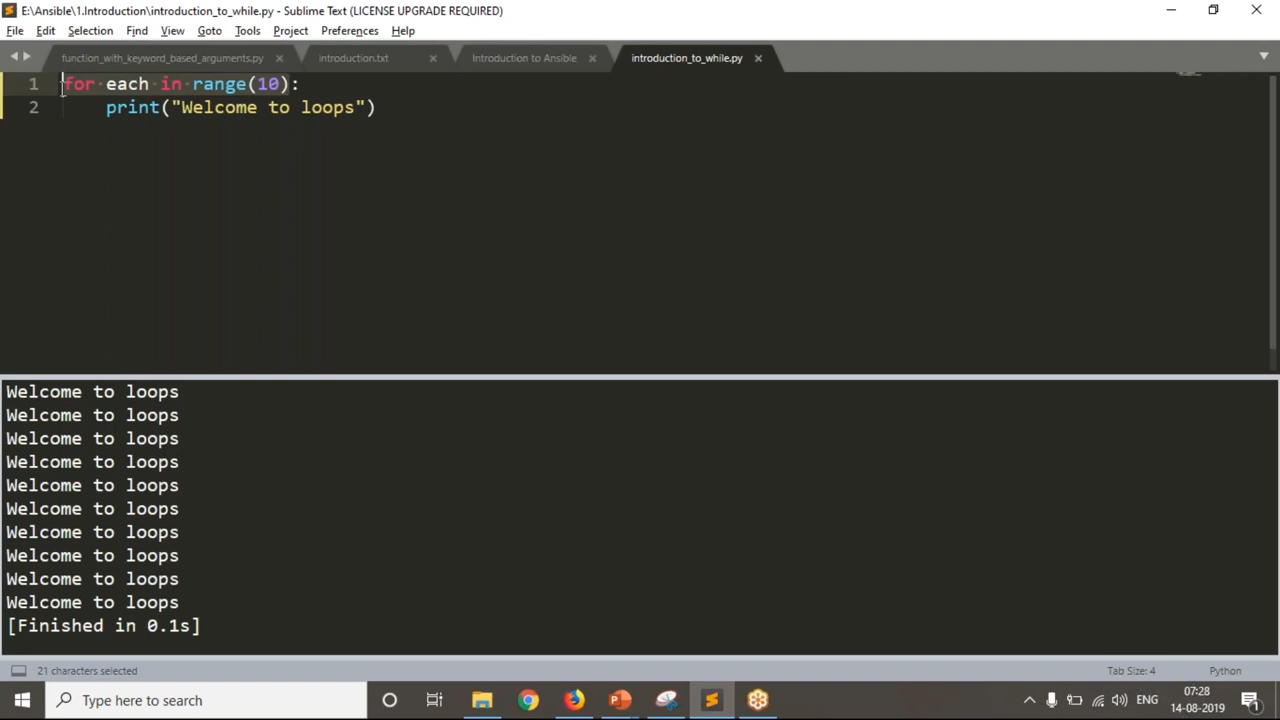 E:\Ansible\1.Introduction\introduction_to_while.py - Sublime Text (LICENSE UPGRADE REQUIRED)
File Edit Selection Find View Goto Tools Project Preferences Help
function_with_keyword_based_arguments.py introduction.txt Introduction to Ansible introduction_to_while.py
1 for each in range(10):
2 print("Welcome to loops")
Welcome to loops
Welcome to loops
Welcome to loops
Welcome to loops
Welcome to loops
Welcome to loops
Welcome to loops
Welcome to loops
Welcome to loops
Welcome to loops
[Finished in 0.1s]
21 characters selected Tab Size: 4 Python
Type here to search ENG 07:28
14-08-2019 1